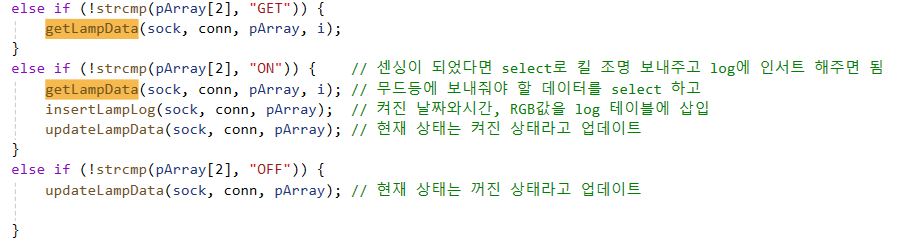 else if (!strcmp(pArray[2], "GET")) {
getLampData(sock, conn, pArray, i);
}
else if (!strcmp(pArray[2], "ON")) { // 센싱이 되었다면 select로 킬 조명 보내주고 log에 인서트 해주면 됨
getLampData(sock, conn, pArray, i); // 무드등에 보내줘야 할 데이터를 select 하고
insertLampLog(sock, conn, pArray); // 켜진 날짜와시간, RGB값을 log 테이블에 삽입
updateLampData(sock, conn, pArray); // 현재 상태는 켜진 상태라고 업데이트
}
else if (!strcmp(pArray[2], "OFF")) {
updateLampData(sock, conn, pArray); // 현재 상태는 꺼진 상태라고 업데이트
}